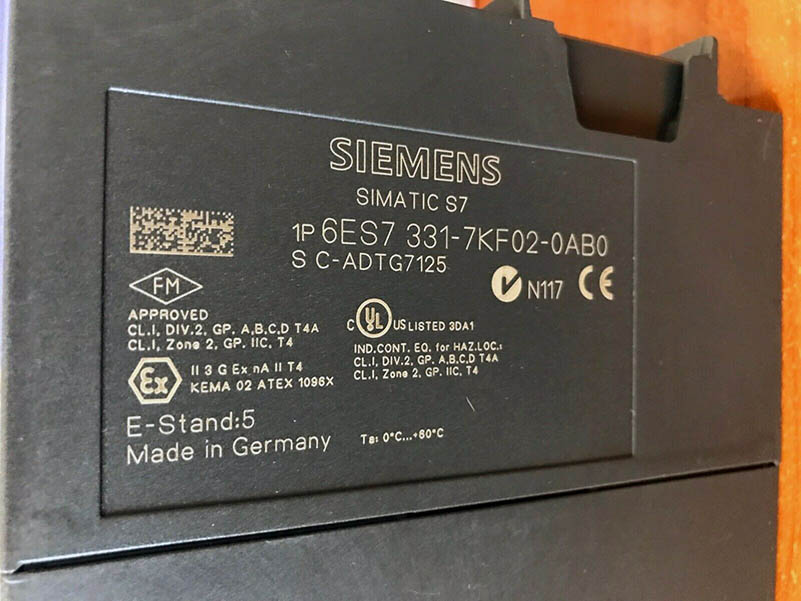 SIEMENS
SIMATIC S7
1P 6ES7 331-7KF02-0AB0
S C-ADTG7125
N117 CE
FM
APPROVED
CL.I, DIV.2, GP. A,B,C,D T4A
CL.I, Zone 2, GP. IIC, T4
C UL US LISTED 3DA1
IND.CONT. EQ. for HAZ.LOC.:
CL.I, DIV.2, GP. A,B,C,D T4A
CL.I, Zone 2, GP. IIC, T4
Ex
II 3 G Ex nA II T4
KEMA 02 ATEX 1096X
E-Stand:5
Made in Germany
Ta: 0°C...+60°C